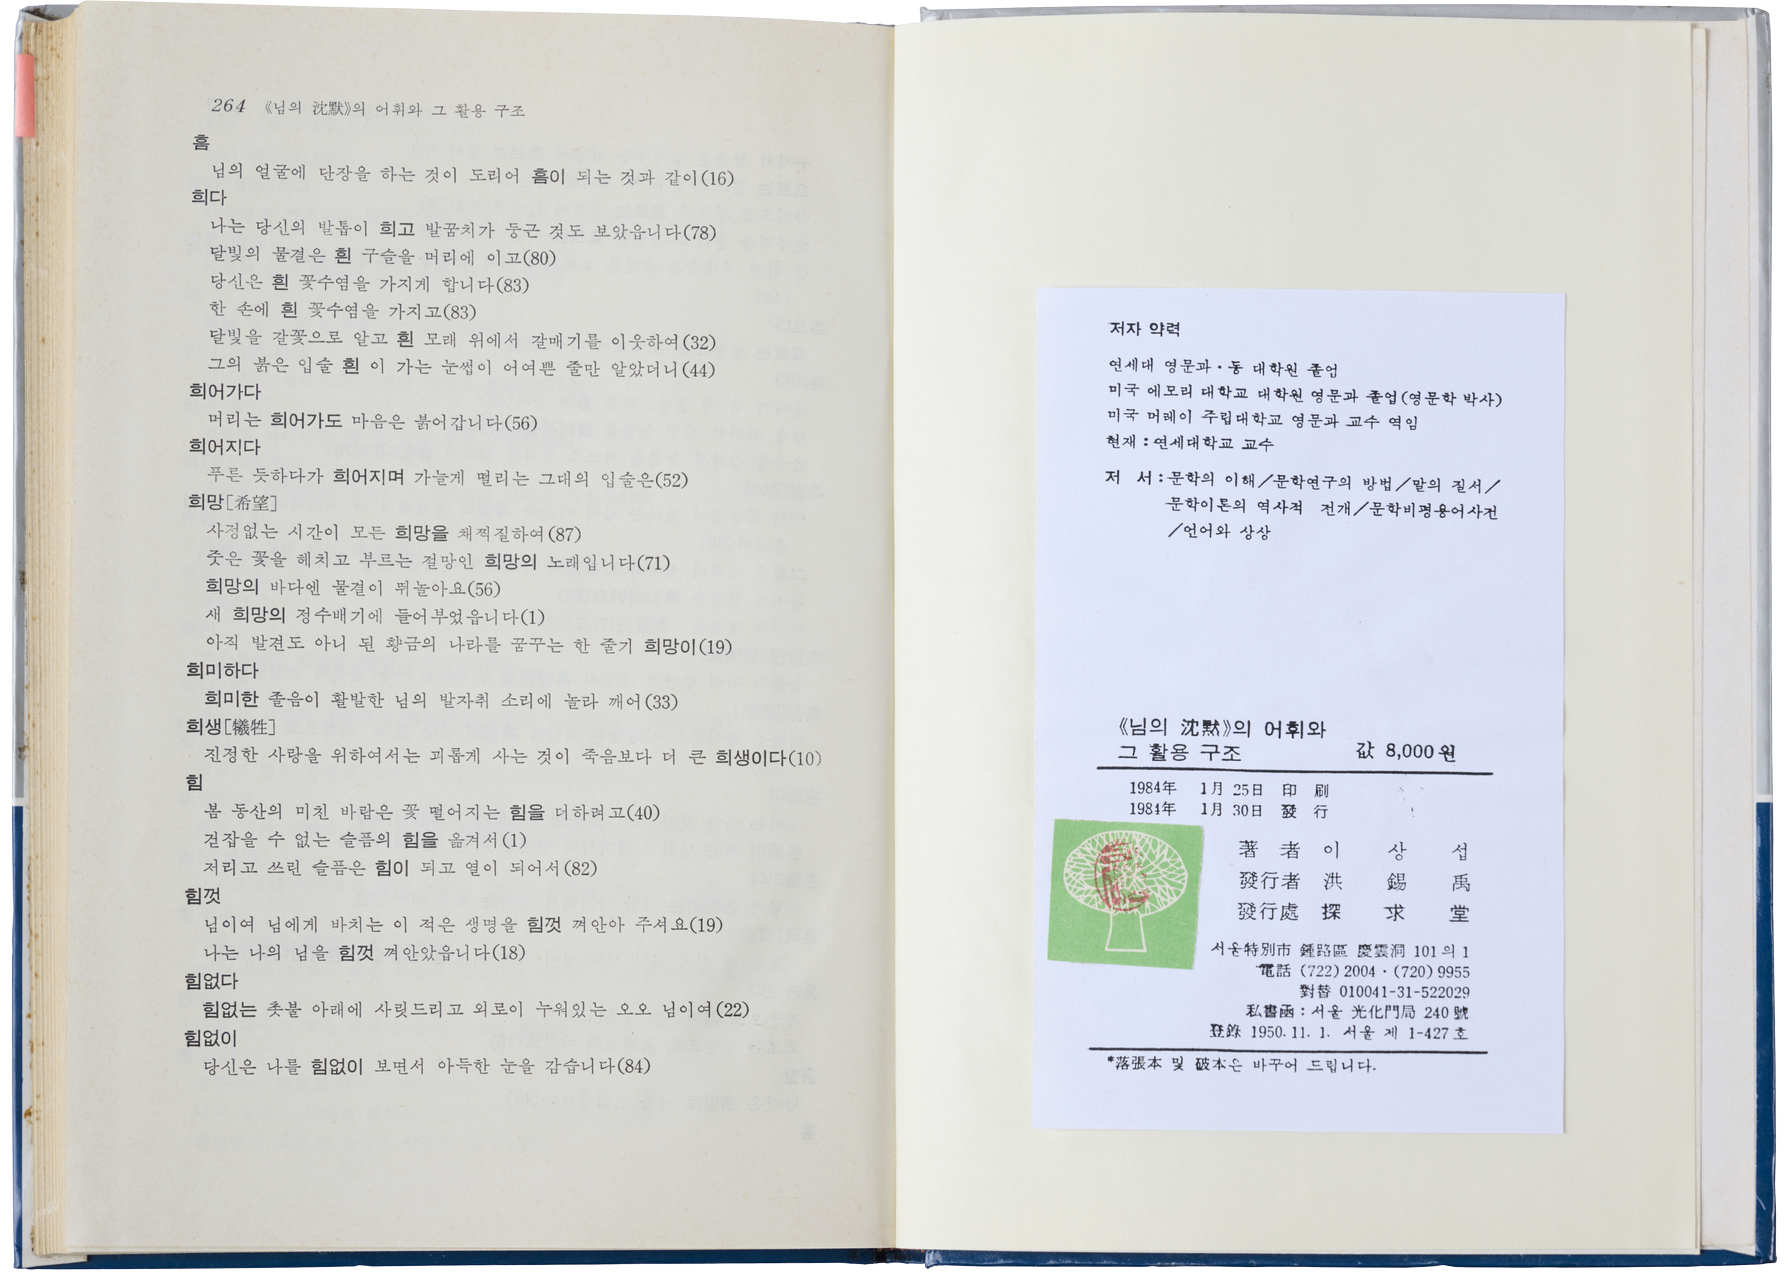 264 《님의 沈默》의 어휘와 그 활용 구조
흠
님의 얼굴에 단장을 하는 것이 도리어 흠이 되는 것과 같이(16)
희다
나는 당신의 발톱이 희고 발꿈치가 둥근 것도 보았읍니다(78)
달빛의 물결은 흰 구슬을 머리에 이고(80)
당신은 흰 꽃수염을 가지게 합니다(83)
한 손에 흰 꽃수염을 가지고(83)
달빛을 갈꽃으로 알고 흰 모래 위에서 갈매기를 이웃하여(32)
그의 붉은 입술 흰 이 가는 눈썹이 어여쁜 줄만 알았더니(44)
희어가다
머리는 희어가도 마음은 붉어갑니다(56)
희어지다
푸른 듯하다가 희어지며 가늘게 떨리는 그대의 입술은(52)
희망[希望]
사정없는 시간이 모든 희망을 채찍질하여(87)
줏은 꽃을 헤치고 부르는 절망인 희망의 노래입니다(71)
희망의 바다엔 물결이 뛰놀아요(56)
새 희망의 정수배기에 들어부었읍니다(1)
아직 발견도 아니 된 황금의 나라를 꿈꾸는 한 줄기 희망이(19)
희미하다
희미한 졸음이 활발한 님의 발자취 소리에 놀라 깨어(33)
희생[犧牲]
진정한 사랑을 위하여서는 괴롭게 사는 것이 죽음보다 더 큰 희생이다(10)
힘
봄 동산의 미친 바람은 꽃 떨어지는 힘을 더하려고(40)
걷잡을 수 없는 슬픔의 힘을 옮겨서(1)
저리고 쓰린 슬픔은 힘이 되고 열이 되어서(82)
힘껏
님이여 님에게 바치는 이 적은 생명을 힘껏 껴안아 주셔요(19)
나는 나의 님을 힘껏 껴안았읍니다(18)
힘없다
힘없는 촛불 아래에 사릿드리고 외로이 누워있는 오오 님이여(22)
힘없이
당신은 나를 힘없이 보면서 아득한 눈을 감습니다(84)
저자 약력
연세대 영문과·동 대학원 졸업
미국 에모리 대학교 대학원 영문과 졸업(영문학 박사)
미국 머레이 주립대학교 영문과 교수 역임
현재 : 연세대학교 교수
저 서 : 문학의 이해/문학연구의 방법/말의 질서/
문학이론의 역사적 전개/문학비평용어사전
/언어와 상상
《님의 沈默》의 어휘와
그 활용 구조 값 8,000원
1984年 1月 25日 印 刷
1984年 1月 30日 發 行
著 者 이 상 섭
發行者 洪 錫 禹
發行處 探 求 堂
서울特別市 鍾路區 慶雲洞 101의 1
電話 (722) 2004·(720) 9955
對替 010041-31-522029
私書函 : 서울 光化門局 240號
登錄 1950. 11. 1. 서울 제 1-427호
*落張本 및 破本은 바꾸어 드립니다.